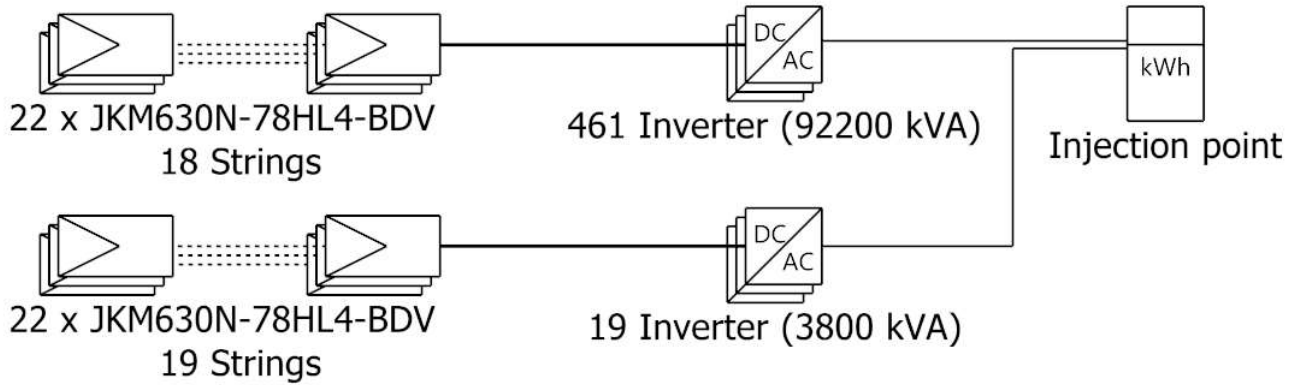 DC
AC
kWh
22 x JKM630N-78HL4-BDV
18 Strings
461 Inverter (92200 kVA)
Injection point
DC
AC
22 x JKM630N-78HL4-BDV
19 Strings
19 Inverter (3800 kVA)